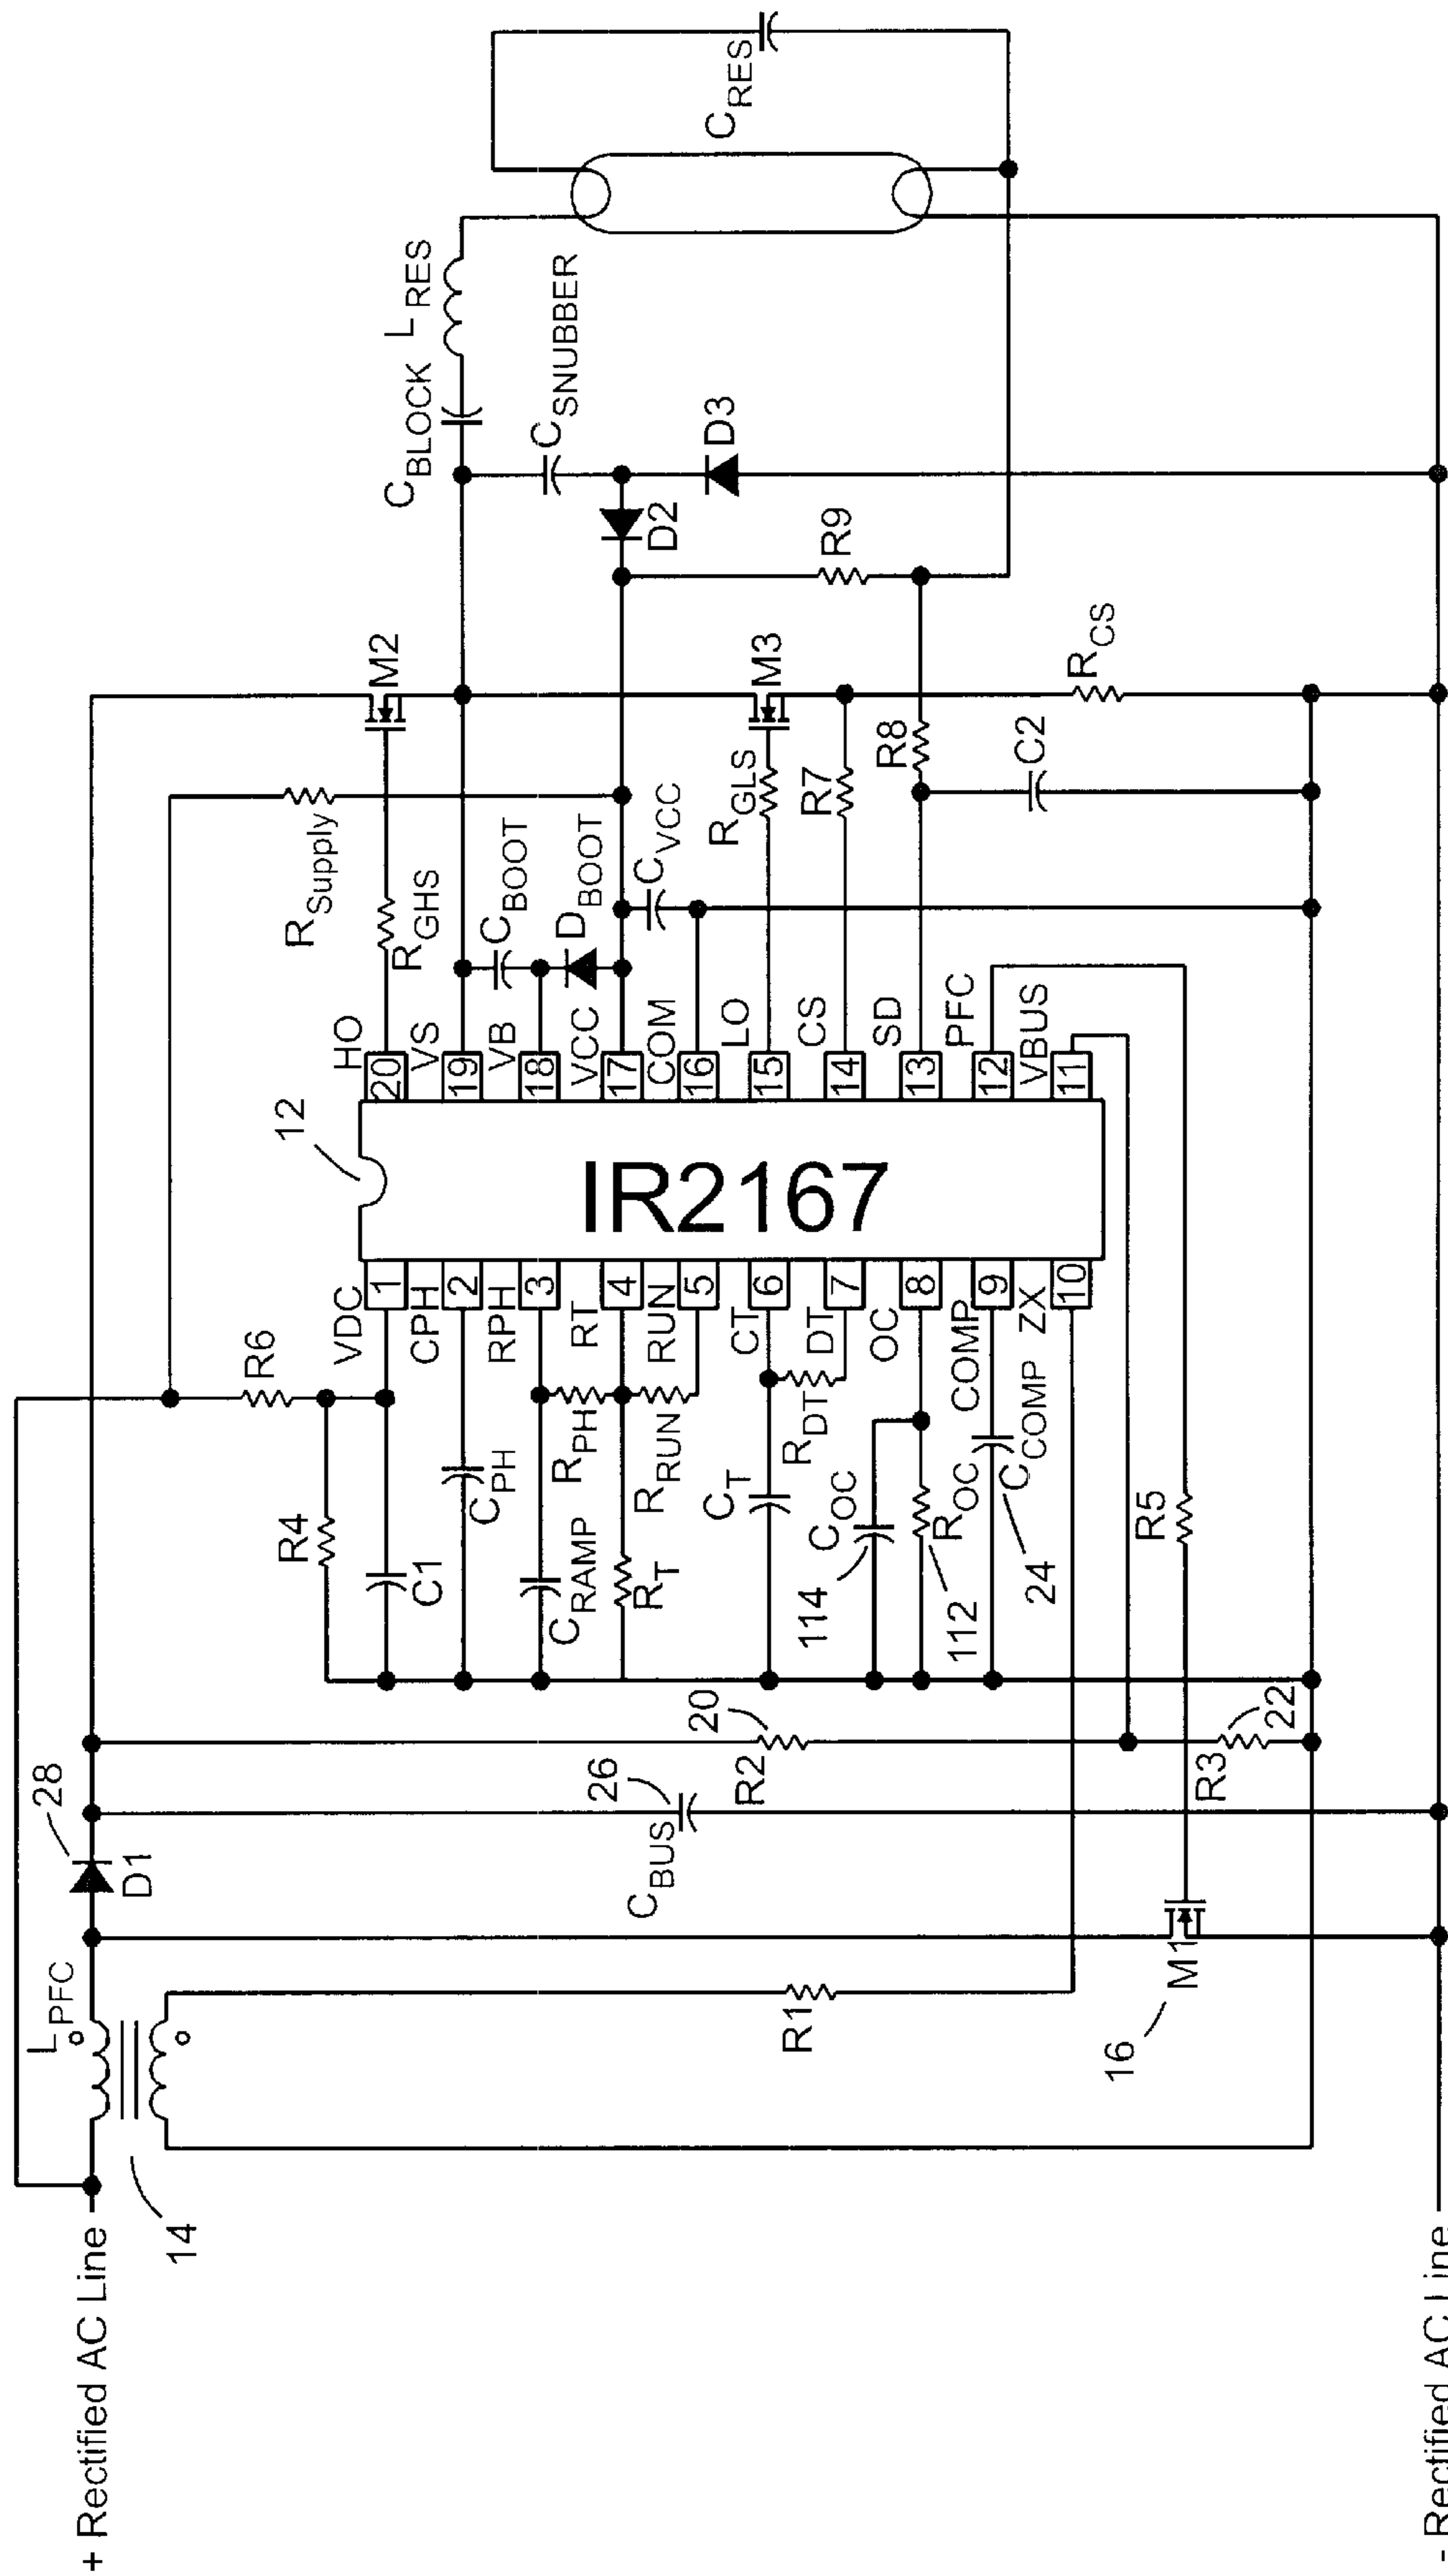 + Rectified AC Line
- Rectified AC Line
14
LPFC
28
D1
CBUS
26
R2
20
R3
22
R1
16
M1
R5
R4
R6
C1
CPH
CRAMP
RPH
RT
RRUN
CT
RDT
COC
114
ROC
112
CCOMP
24
12
IR2167
VDC
1
CPH
2
RPH
3
RT
4
RUN
5
CT
6
DT
7
OC
8
COMP
9
ZX
10
HO
20
VS
19
VB
18
VCC
17
COM
16
LO
15
CS
14
SD
13
PFC
12
VBUS
11
RSupply
RGHS
CBOOT
DBOOT
CVCC
RGLS
R7
R8
C2
M2
M3
RCS
R9
D2
D3
CBLOCK
LRES
CSNUBBER
CRES